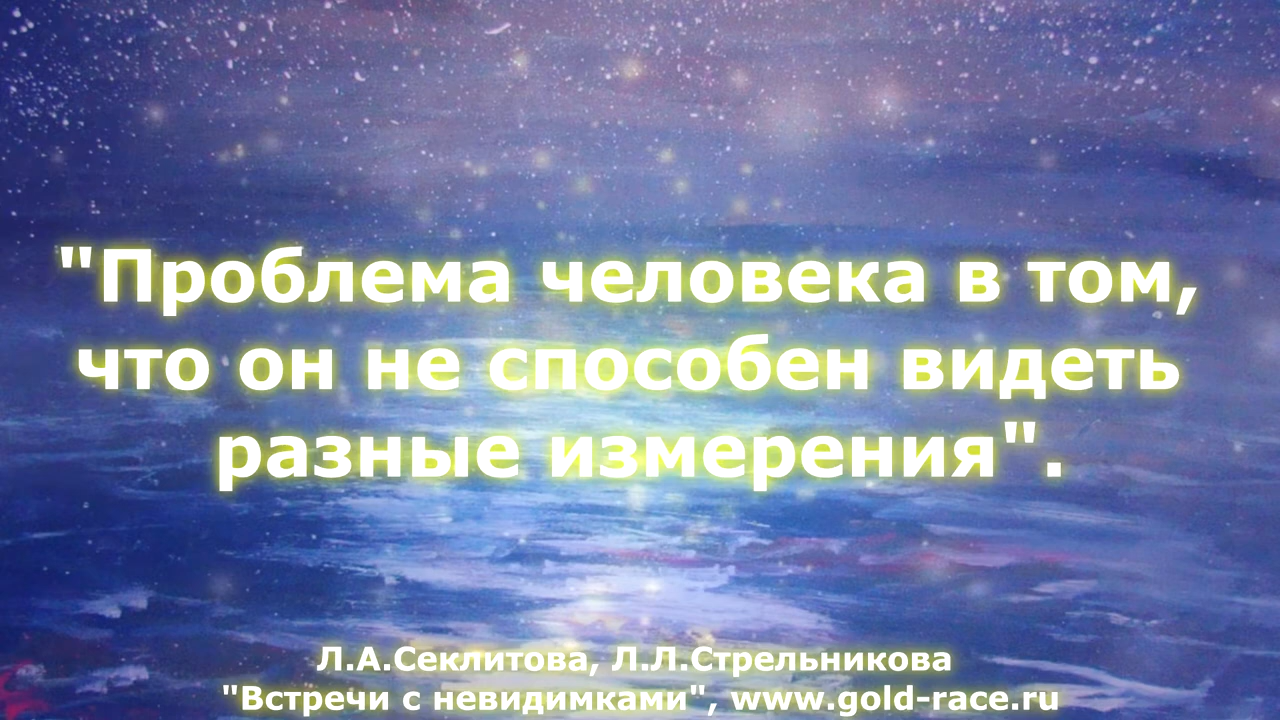 "Проблема человека в том,
что он не способен видеть
разные измерения".
Л.А.Секлитова, Л.Л.Стрельникова
"Встречи с невидимками", www.gold-race.ru